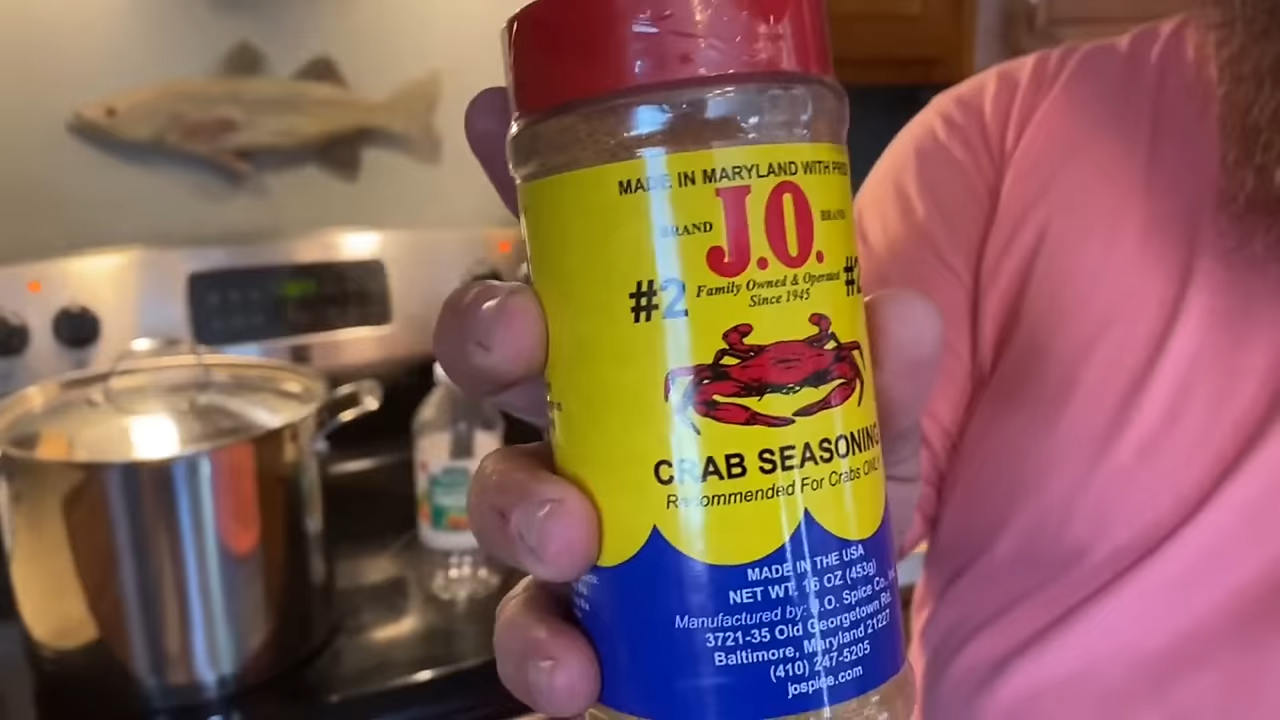 MADE IN MARYLAND WITH
BRAND J.O. BRAND
#2 Family Owned & Operated #2
Since 1945
CRAB SEASONING
Recommended For Crabs ONLY
MADE IN THE USA
NET WT. 16 OZ (453g)
Manufactured by: J.O. Spice Co.,
3721-35 Old Georgetown Rd.
Baltimore, Maryland 21227
(410) 247-5205
jospice.com